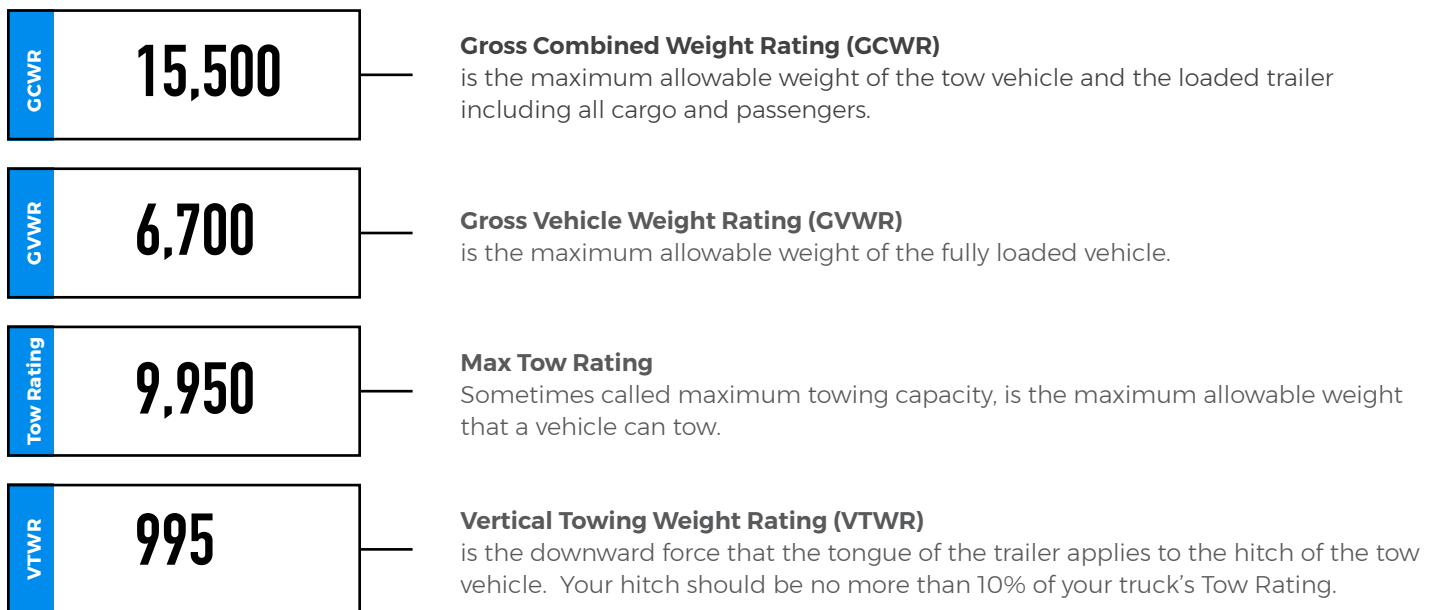 GCWR
15,500
Gross Combined Weight Rating (GCWR)
is the maximum allowable weight of the tow vehicle and the loaded trailer
including all cargo and passengers.
GVWR
6,700
Gross Vehicle Weight Rating (GVWR)
is the maximum allowable weight of the fully loaded vehicle.
Tow Rating
9,950
Max Tow Rating
Sometimes called maximum towing capacity, is the maximum allowable weight
that a vehicle can tow.
VTWR
995
Vertical Towing Weight Rating (VTWR)
is the downward force that the tongue of the trailer applies to the hitch of the tow
vehicle.  Your hitch should be no more than 10% of your truck’s Tow Rating.